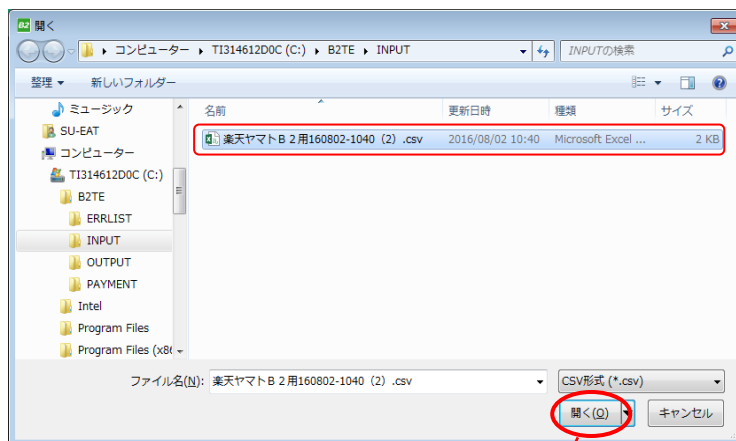 B2 開く
コンピューター ▸ TI314612D0C (C:) ▸ B2TE ▸ INPUT
INPUTの検索
整理 新しいフォルダー
ミュージック
SU-EAT
コンピューター
TI314612D0C (C:)
B2TE
ERRLIST
INPUT
OUTPUT
PAYMENT
Intel
Program Files
Program Files (x86
名前 更新日時 種類 サイズ
楽天ヤマトB2用160802-1040(2).csv 2016/08/02 10:40 Microsoft Excel ... 2 KB
ファイル名(N): 楽天ヤマトB2用160802-1040(2).csv
CSV形式 (*.csv)
開く(O) キャンセル